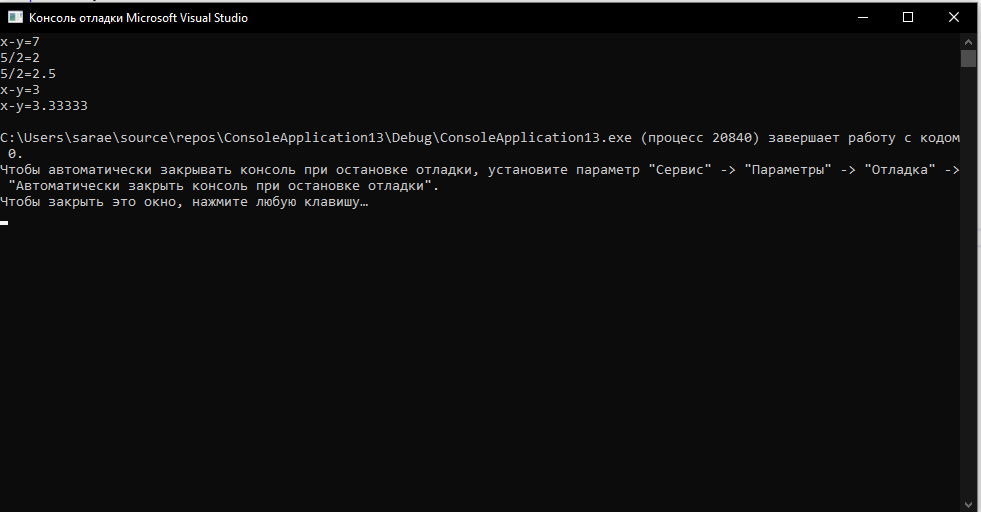 Консоль отладки Microsoft Visual Studio
x-y=7
5/2=2
5/2=2.5
x-y=3
x-y=3.33333
C:\Users\sarae\source\repos\ConsoleApplication13\Debug\ConsoleApplication13.exe (процесс 20840) завершает работу с кодом
0.
Чтобы автоматически закрывать консоль при остановке отладки, установите параметр "Сервис" -> "Параметры" -> "Отладка" ->
"Автоматически закрыть консоль при остановке отладки".
Чтобы закрыть это окно, нажмите любую клавишу…